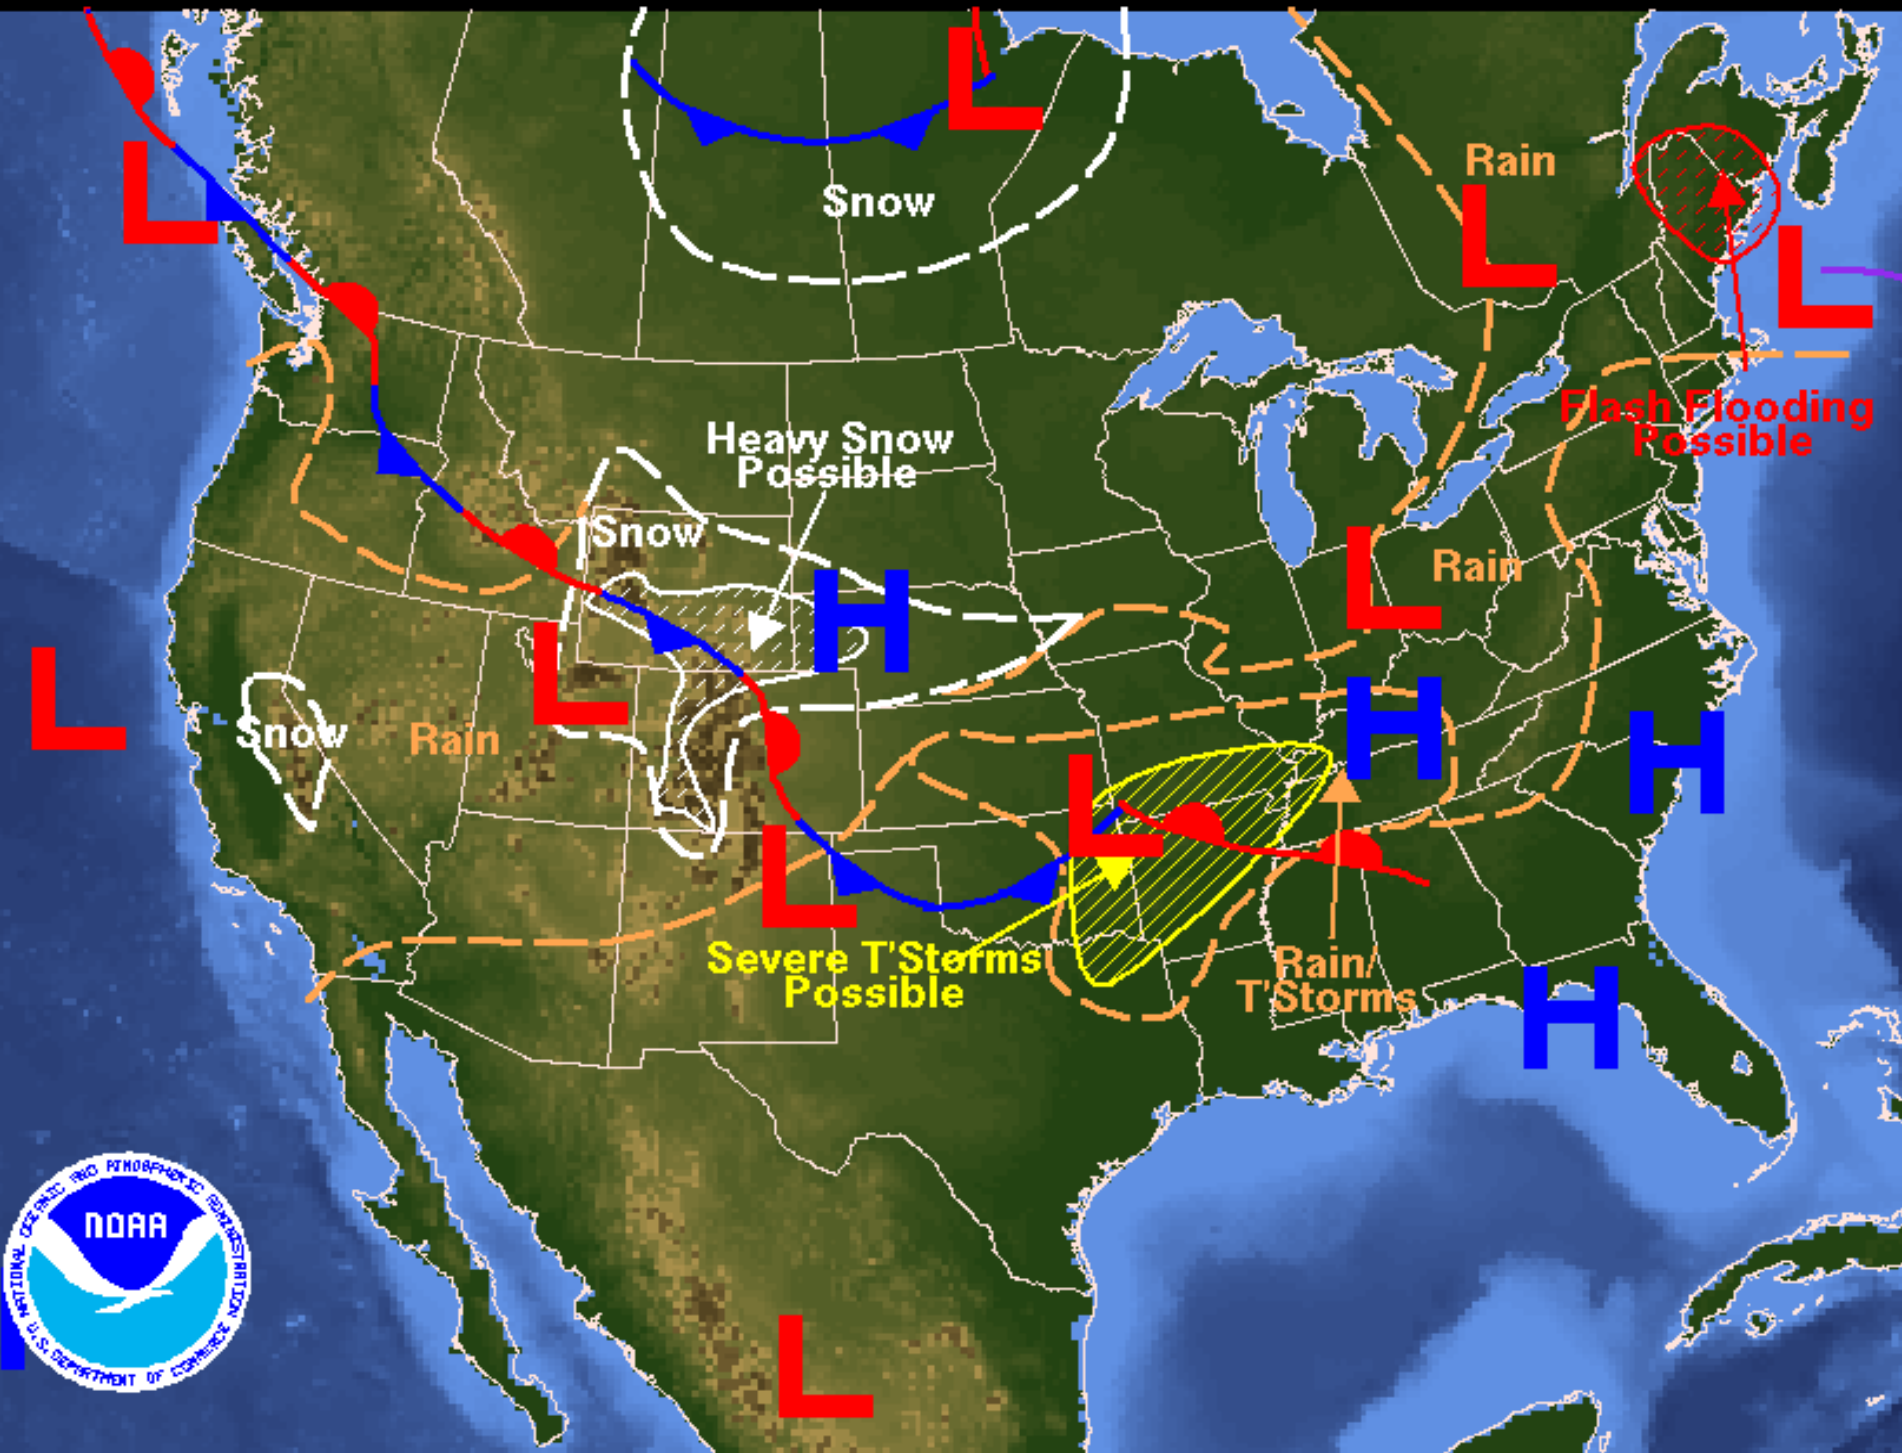 L
Rain
L
Snow
L
L
Flash Flooding
Possible
Heavy Snow
Possible
Snow
L
Rain
H
L
L
Snow
Rain
H
H
L
L
Severe T'Storms
Possible
Rain/
T'Storms
H
NATIONAL OCEANIC AND ATMOSPHERIC ADMINISTRATION
NOAA
U.S. DEPARTMENT OF COMMERCE
L